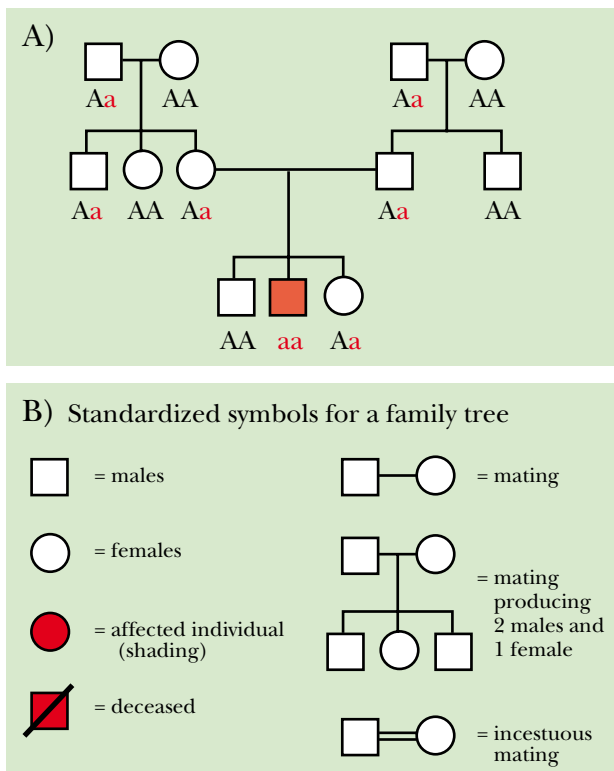 A)
Aa AA Aa AA
Aa AA Aa Aa AA
AA aa Aa
B) Standardized symbols for a family tree
= males
= females
= affected individual
(shading)
= deceased
= mating
= mating
producing
2 males and
1 female
= incestuous
mating